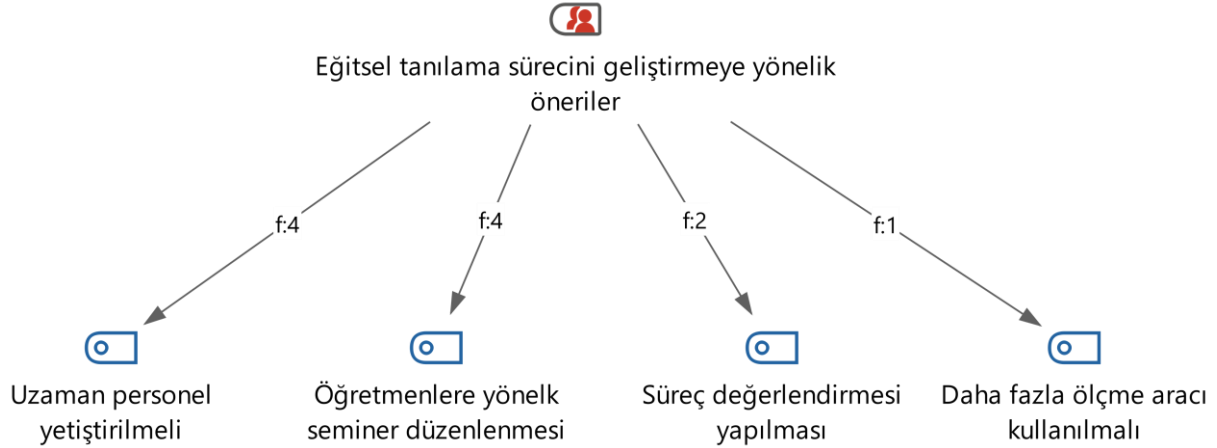 Eğitsel tanılama sürecini geliştirmeye yönelik
öneriler
f:4
f:4
f:2
f:1
Uzaman personel
yetiştirilmeli
Öğretmenlere yönelk
seminer düzenlenmesi
Süreç değerlendirmesi
yapılması
Daha fazla ölçme aracı
kullanılmalı